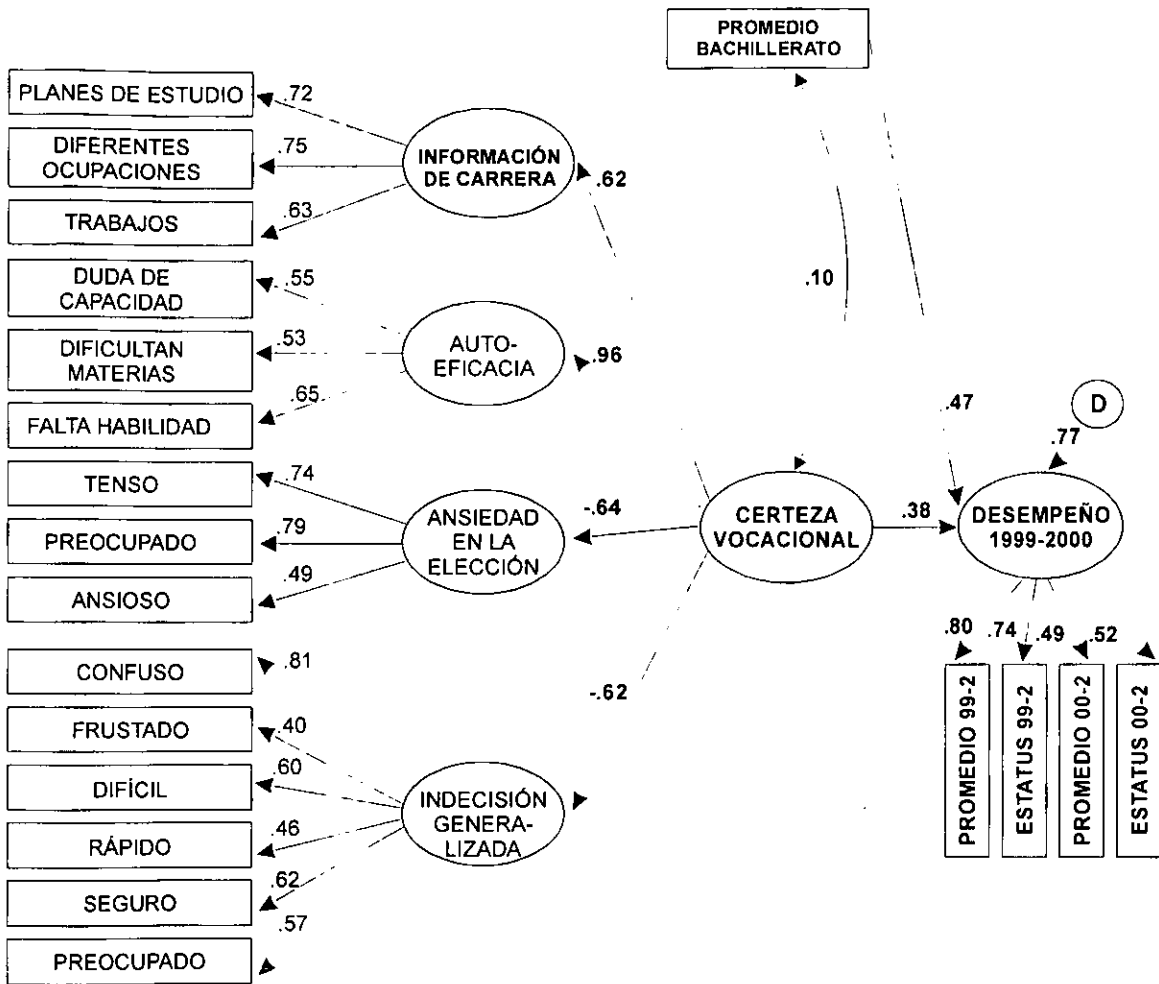 PROMEDIO
BACHILLERATO
PLANES DE ESTUDIO
.72
DIFERENTES
OCUPACIONES
.75
TRABAJOS
.63
INFORMACIÓN
DE CARRERA
.62
DUDA DE
CAPACIDAD
.55
DIFICULTAN
MATERIAS
.53
FALTA HABILIDAD
.65
AUTO-
EFICACIA
.96
.10
.47
D
.77
TENSO
.74
PREOCUPADO
.79
ANSIOSO
.49
ANSIEDAD
EN LA
ELECCIÓN
-.64
CERTEZA
VOCACIONAL
.38
DESEMPEÑO
1999-2000
CONFUSO
.81
FRUSTADO
.40
DIFÍCIL
.60
RÁPIDO
.46
SEGURO
.62
PREOCUPADO
.57
INDECISIÓN
GENERA-
LIZADA
-.62
.80
.74
.49
.52
PROMEDIO 99-2
ESTATUS 99-2
PROMEDIO 00-2
ESTATUS 00-2